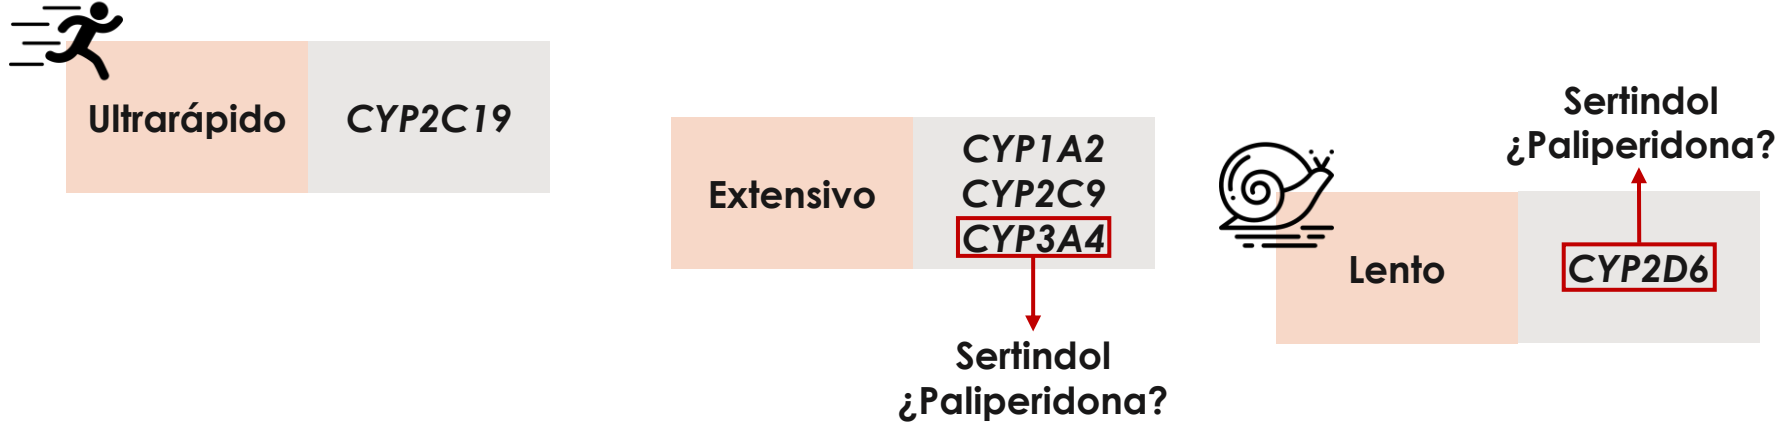 Ultrarápido
CYP2C19
Extensivo
CYP1A2
CYP2C9
CYP3A4
Sertindol
¿Paliperidona?
Sertindol
¿Paliperidona?
Lento
CYP2D6